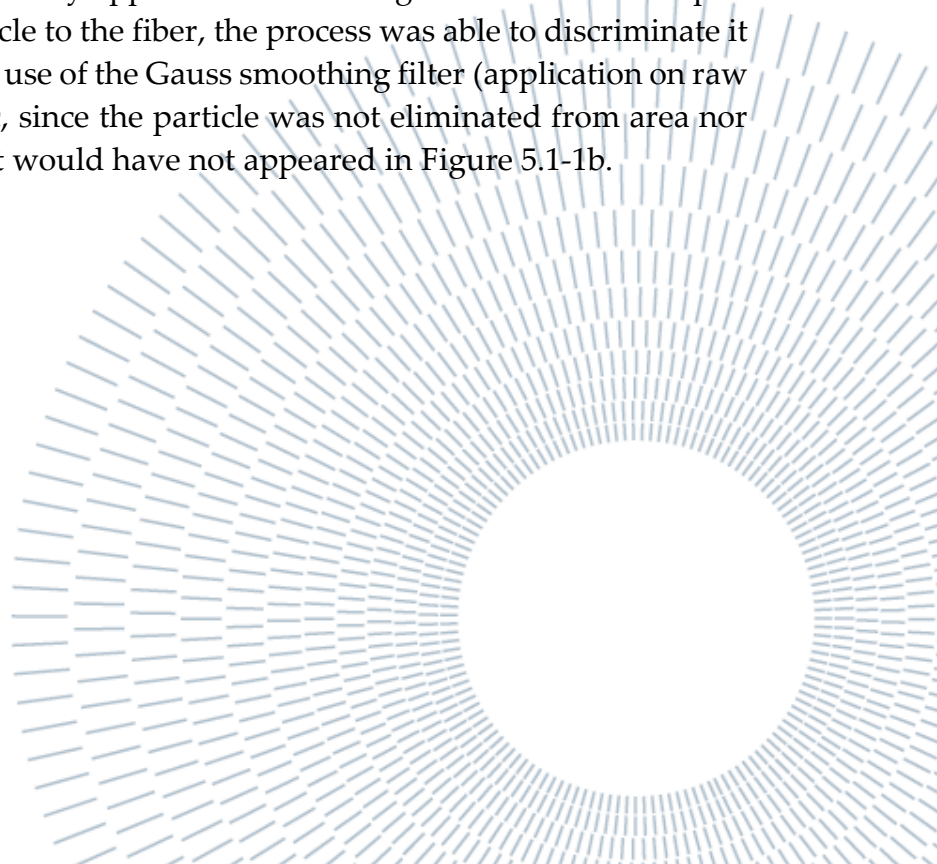 cle to the fiber, the process was able to discriminate it
use of the Gauss smoothing filter (application on raw
, since the particle was not eliminated from area nor
t would have not appeared in Figure 5.1-1b.